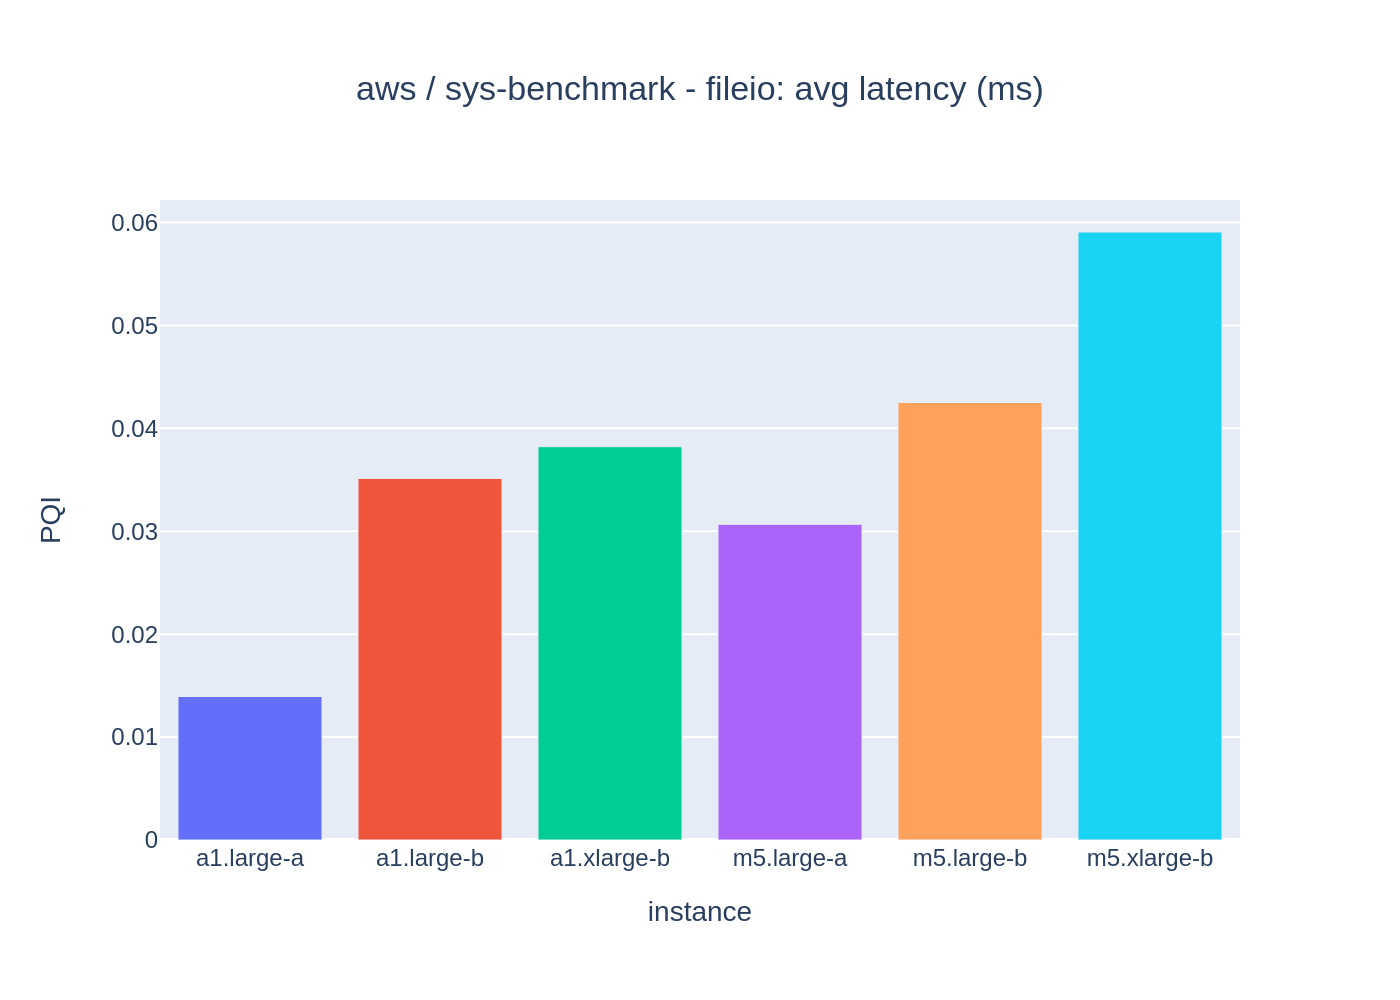 aws / sys-benchmark - fileio: avg latency (ms)
PQI
0.06
0.05
0.04
0.03
0.02
0.01
0
a1.large-a a1.large-b a1.xlarge-b m5.large-a m5.large-b m5.xlarge-b
instance